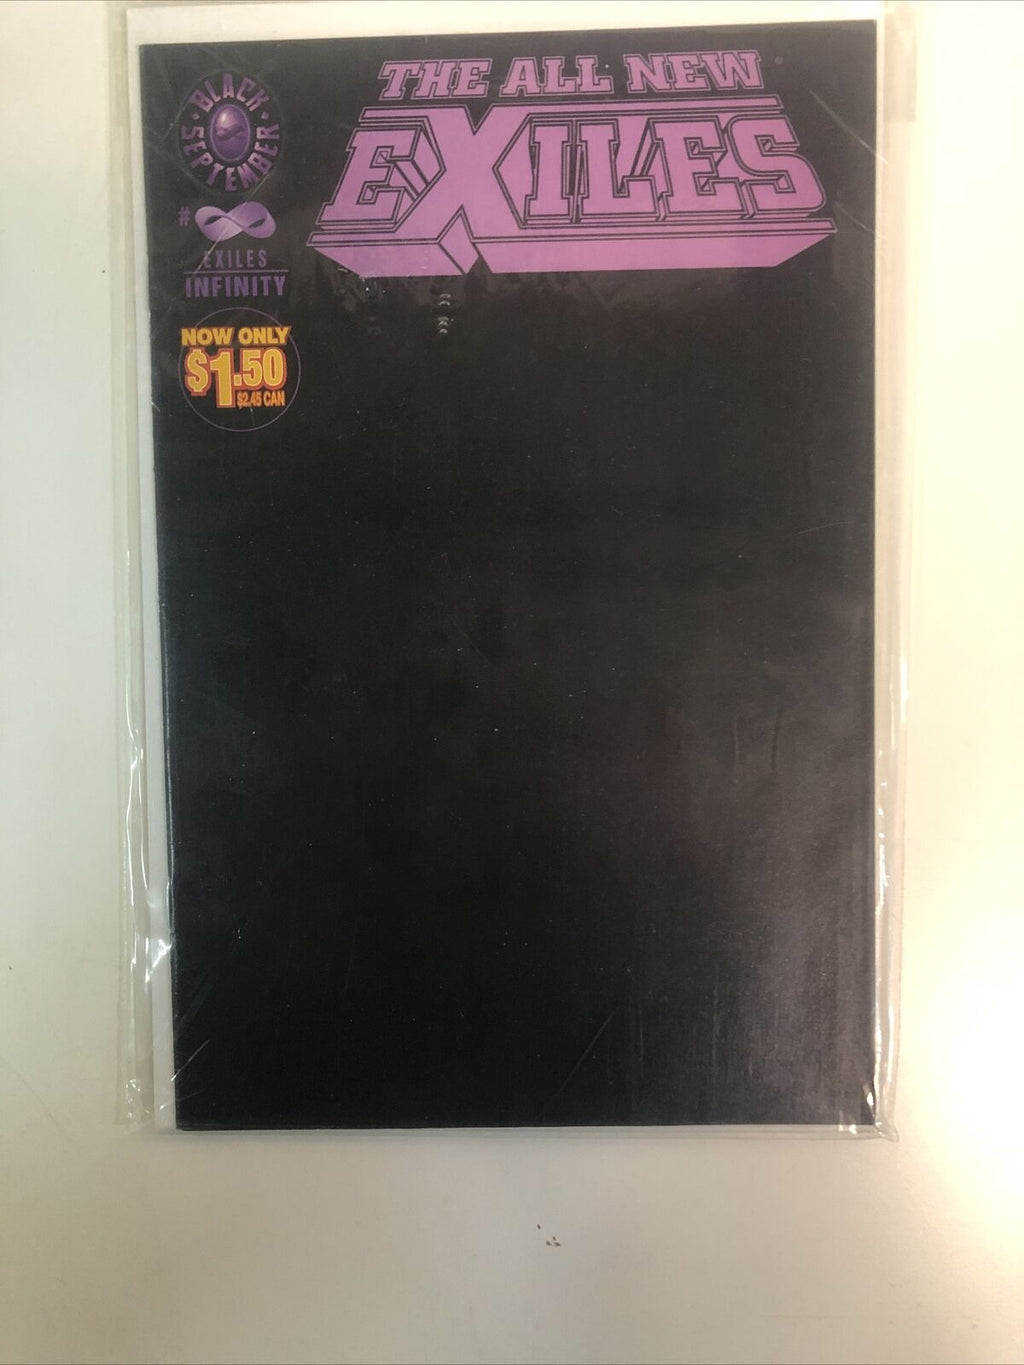 THE ALL NEW
EXILES
BLACK
SEPTEMBER
#
EXILES
INFINITY
NOW ONLY
$1.50
$2.45 CAN